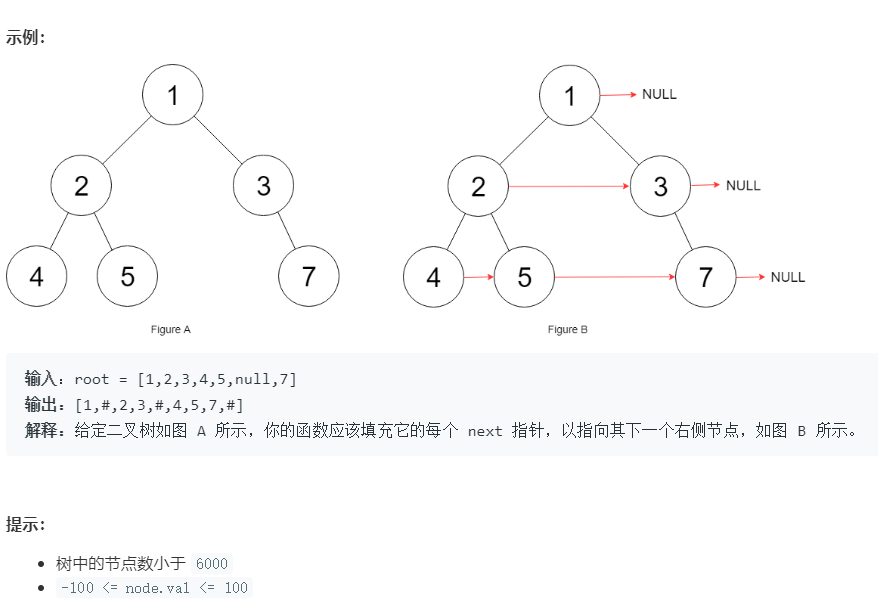 示例：
1
2
3
4
5
7
Figure A
1
NULL
2
3
NULL
4
5
7
NULL
Figure B
输入：root = [1,2,3,4,5,null,7]
输出：[1,#,2,3,#,4,5,7,#]
解释：给定二叉树如图 A 所示，你的函数应该填充它的每个 next 指针，以指向其下一个右侧节点，如图 B 所示。
提示：
• 树中的节点数小于 6000
• -100 <= node.val <= 100